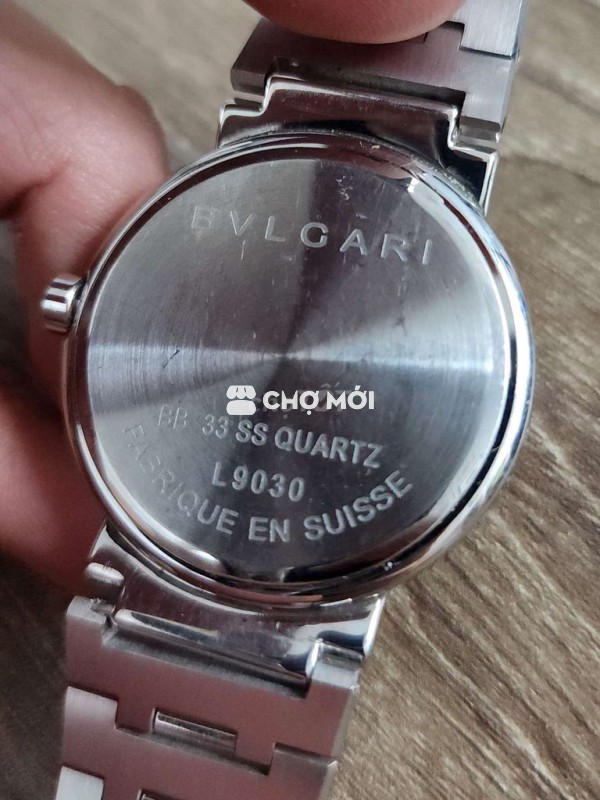 BVLGARI
CHỢ MỚI
BB 33 SS QUARTZ
L9030
FABRIQUE EN SUISSE